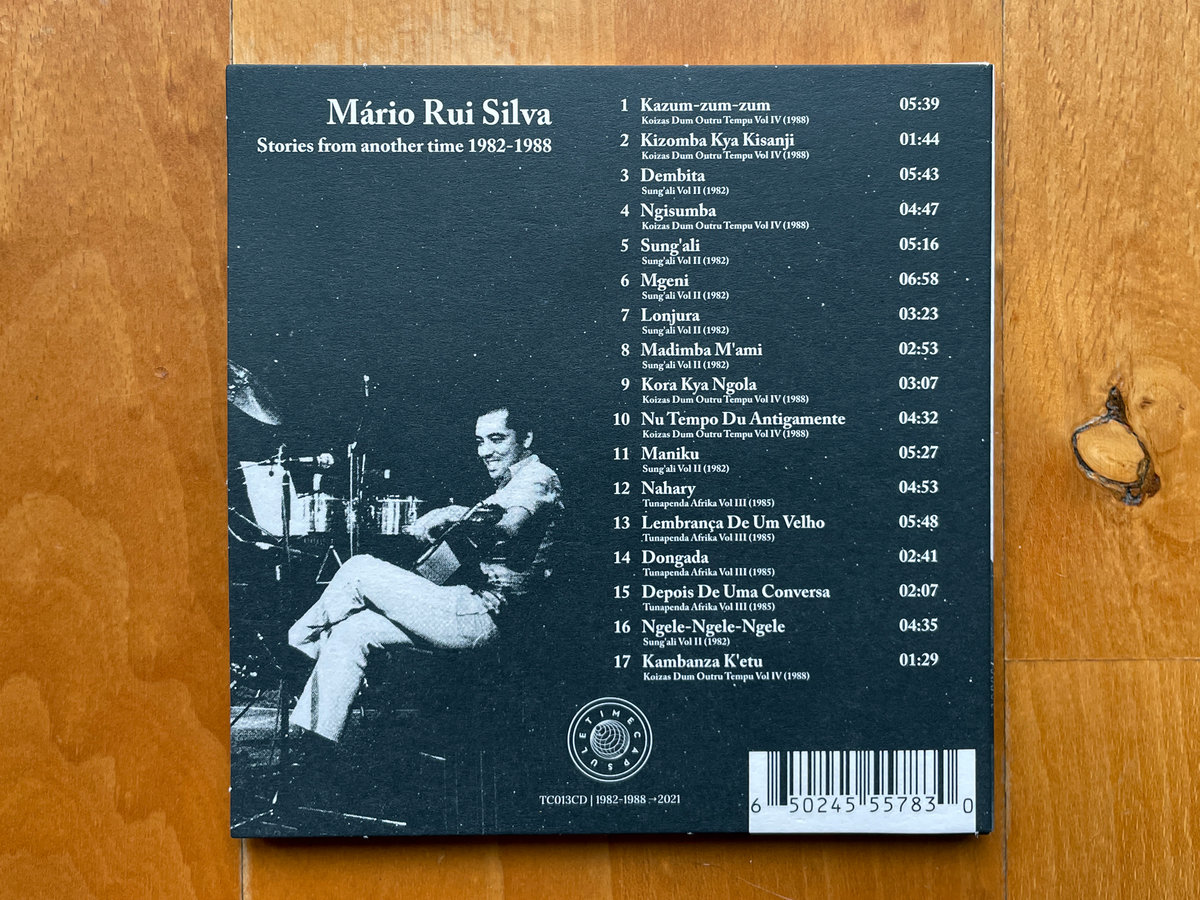 Mário Rui Silva
Stories from another time 1982-1988
1 Kazum-zum-zum 05:39
Koizas Dum Outru Tempu Vol IV (1988)
2 Kizomba Kya Kisanji 01:44
Koizas Dum Outru Tempu Vol IV (1988)
3 Dembita 05:43
Sung'ali Vol II (1982)
4 Ngisumba 04:47
Koizas Dum Outru Tempu Vol IV (1988)
5 Sung'ali 05:16
Sung'ali Vol II (1982)
6 Mgeni 06:58
Sung'ali Vol II (1982)
7 Lonjura 03:23
Sung'ali Vol II (1982)
8 Madimba M'ami 02:53
Sung'ali Vol II (1982)
9 Kora Kya Ngola 03:07
Koizas Dum Outru Tempu Vol IV (1988)
10 Nu Tempo Du Antigamente 04:32
Koizas Dum Outru Tempu Vol IV (1988)
11 Maniku 05:27
Sung'ali Vol II (1982)
12 Nahary 04:53
Tunapenda Afrika Vol III (1985)
13 Lembrança De Um Velho 05:48
Tunapenda Afrika Vol III (1985)
14 Dongada 02:41
Tunapenda Afrika Vol III (1985)
15 Depois De Uma Conversa 02:07
Tunapenda Afrika Vol III (1985)
16 Ngele-Ngele-Ngele 04:35
Sung'ali Vol II (1982)
17 Kambanza K'etu 01:29
Koizas Dum Outru Tempu Vol IV (1988)
TIMECAPSULE
TC013CD | 1982-1988→2021
6 50245 55783 0